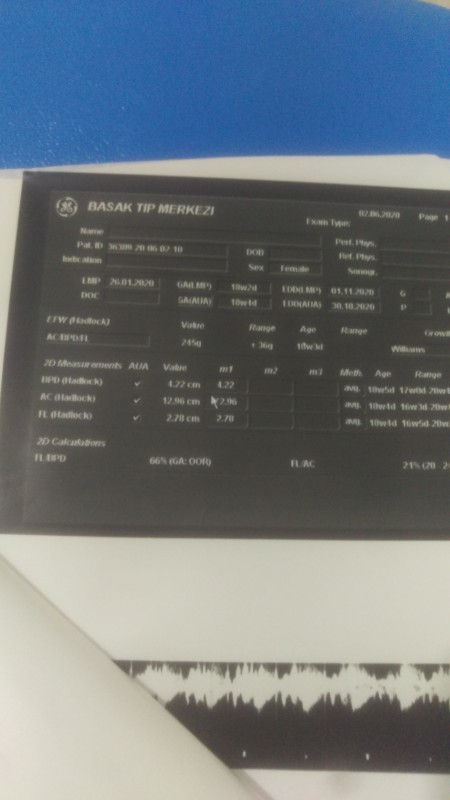 BASAK TIP MERKEZI
02.06.2020 Page 1
Exam Type:
Name Perf. Phys.
Pat. ID 36309-20-06-02-10 DOB Ref. Phys.
Indication Sex Female Sonogr.
LMP 26.01.2020 GA(LMP) 18w2d EDD(LMP) 01.11.2020 G
DOC GA(AUA) 18w4d EDD(AUA) 30.10.2020 P
EFW (Hadlock) Value Range Age Range
AC/BPD/FL 245g ± 36g 18w3d Williams
2D Measurements AUA Value m1 m2 m3 Meth. Age Range
BPD (Hadlock) ✓ 4.22 cm 4.22 avg. 18w5d
AC (Hadlock) ✓ 12.96 cm 12.96 avg. 18w4d
FL (Hadlock) ✓ 2.78 cm 2.78 avg. 18w4d
2D Calculations
FL/BPD 66% (GA: OOR) FL/AC 21%